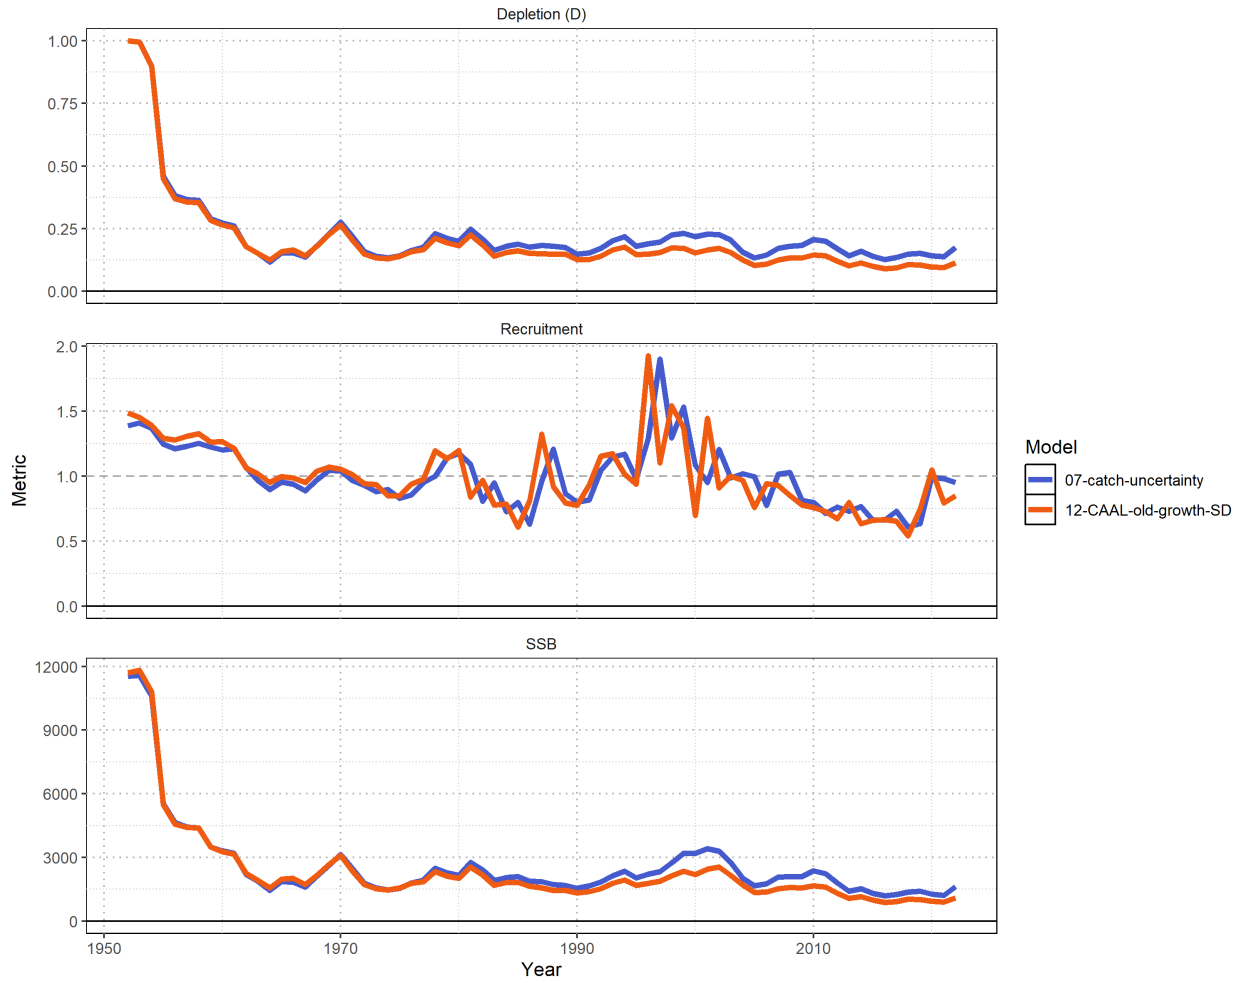 Depletion (D)
1.00
0.75
0.50
0.25
0.00
Recruitment
2.0
1.5
1.0
0.5
0.0
SSB
12000
9000
6000
3000
0
1950
1970
1990
2010
Year
Metric
Model
07-catch-uncertainty
12-CAAL-old-growth-SD